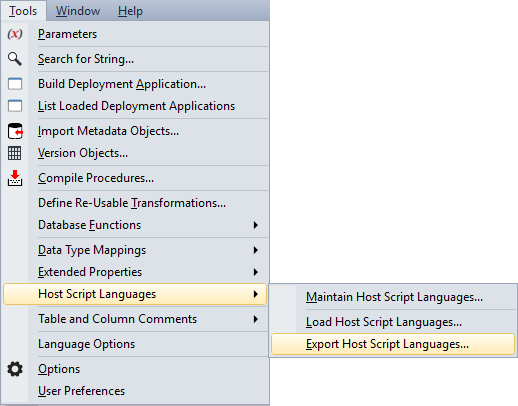 Tools Window Help
(x) Parameters
Search for String...
Build Deployment Application...
List Loaded Deployment Applications
Import Metadata Objects...
Version Objects...
Compile Procedures...
Define Re-Usable Transformations...
Database Functions
Data Type Mappings
Extended Properties
Host Script Languages
Maintain Host Script Languages...
Load Host Script Languages...
Export Host Script Languages...
Table and Column Comments
Language Options
Options
User Preferences